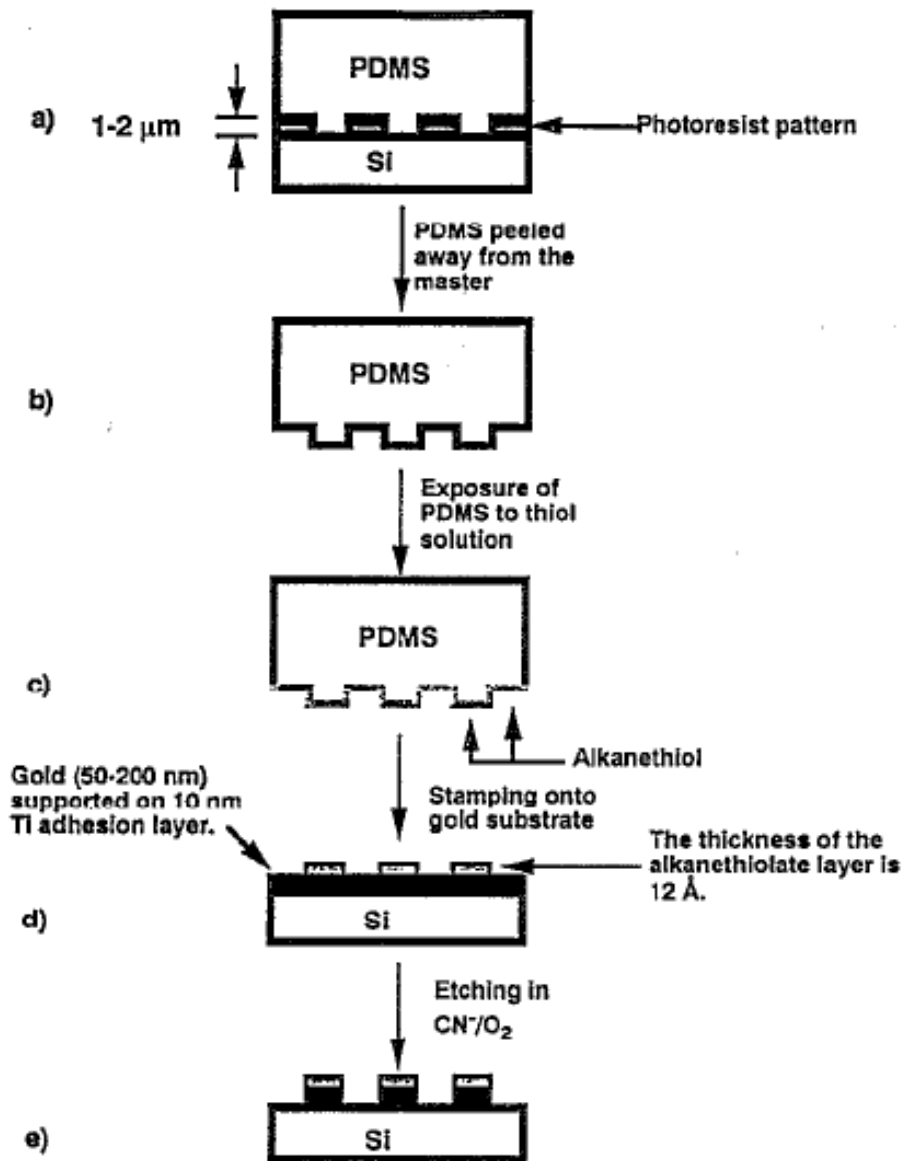 PDMS
a)
1-2 μm
Photoresist pattern
Si
PDMS peeled
away from the
master
PDMS
b)
Exposure of
PDMS to thiol
solution
PDMS
c)
Alkanethiol
Gold (50-200 nm)
supported on 10 nm
Ti adhesion layer.
Stamping onto
gold substrate
The thickness of the
alkanethiolate layer is
12 Å.
Si
d)
Etching in
CN⁻/O₂
e)
Si